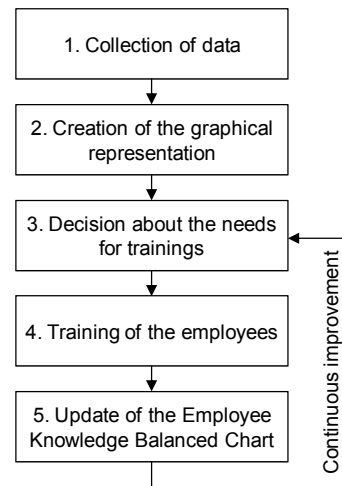 1. Collection of data
2. Creation of the graphical
representation
3. Decision about the needs
for trainings
4. Training of the employees
5. Update of the Employee
Knowledge Balanced Chart
Continuous improvement